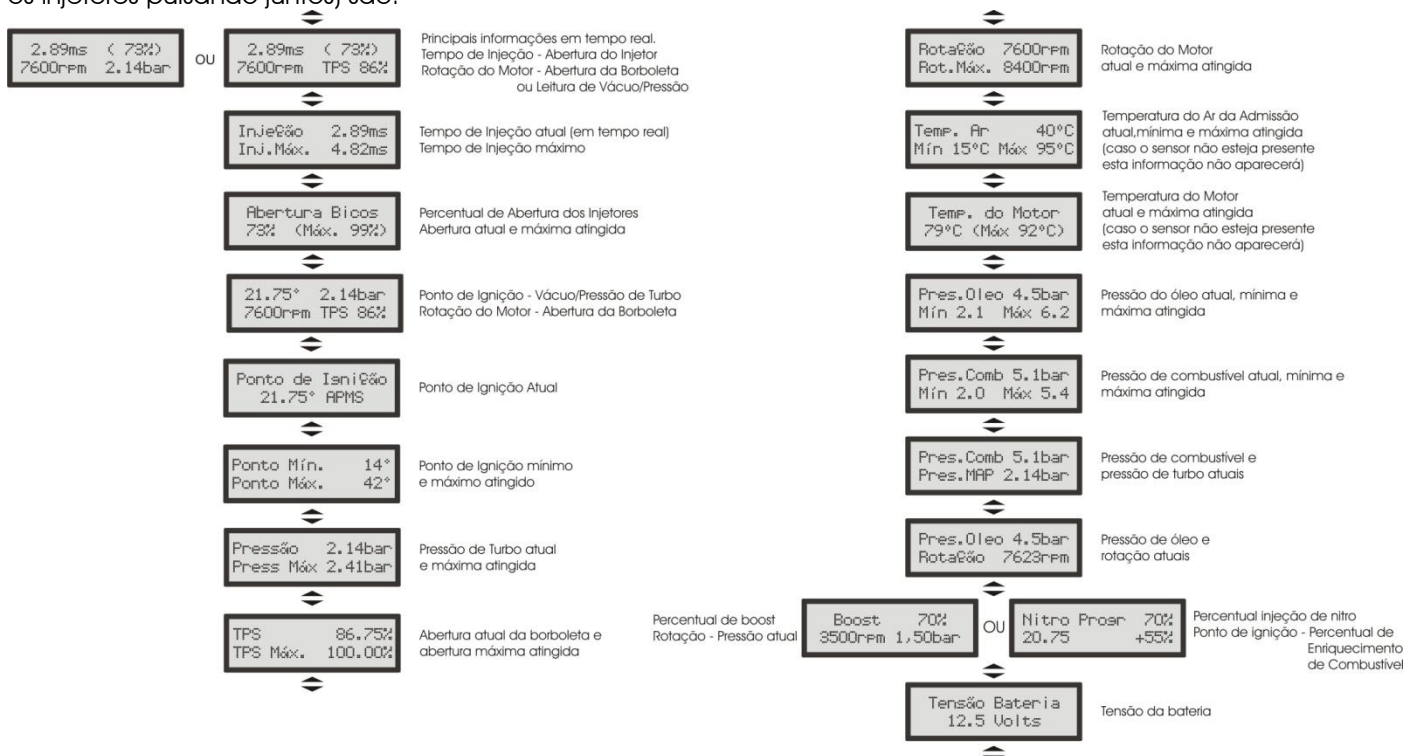 os injetores pulsando juntos) são:
2.89ms ( 73%)
7600rpm 2.14bar
OU
2.89ms ( 73%)
7600rpm TPS 86%
Principais informações em tempo real.
Tempo de Injeção - Abertura do Injetor
Rotação do Motor - Abertura da Borboleta
ou Leitura de Vácuo/Pressão
Injeção 2.89ms
Inj.Máx. 4.82ms
Tempo de Injeção atual (em tempo real)
Tempo de Injeção máximo
Abertura Bicos
73% (Máx. 99%)
Percentual de Abertura dos Injetores
Abertura atual e máxima atingida
21.75° 2.14bar
7600rpm TPS 86%
Ponto de Ignição - Vácuo/Pressão de Turbo
Rotação do Motor - Abertura da Borboleta
Ponto de Ignição
21.75° APMS
Ponto de Ignição Atual
Ponto Mín. 14°
Ponto Máx. 42°
Ponto de Ignição mínimo
e máximo atingido
Pressão 2.14bar
Press Máx 2.41bar
Pressão de Turbo atual
e máxima atingida
TPS 86.75%
TPS Máx. 100.00%
Abertura atual da borboleta e
abertura máxima atingida
Rotação 7600rpm
Rot.Máx. 8400rpm
Rotação do Motor
atual e máxima atingida
Temp. Ar 40°C
Mín 15°C Máx 95°C
Temperatura do Ar da Admissão
atual,mínima e máxima atingida
(caso o sensor não esteja presente
esta informação não aparecerá)
Temp. do Motor
79°C (Máx 92°C)
Temperatura do Motor
atual e máxima atingida
(caso o sensor não esteja presente
esta informação não aparecerá)
Pres.Oleo 4.5bar
Mín 2.1 Máx 6.2
Pressão do óleo atual, mínima e
máxima atingida
Pres.Comb 5.1bar
Mín 2.0 Máx 5.4
Pressão de combustível atual, mínima e
máxima atingida
Pres.Comb 5.1bar
Pres.MAP 2.14bar
Pressão de combustível e
pressão de turbo atuais
Pres.Oleo 4.5bar
Rotação 7623rpm
Pressão de óleo e
rotação atuais
Percentual de boost
Rotação - Pressão atual
Boost 70%
3500rpm 1,50bar
OU
Nitro Progr 70%
20.75 +55%
Percentual injeção de nitro
Ponto de ignição - Percentual de
Enriquecimento
de Combustível
Tensão Bateria
12.5 Volts
Tensão da bateria